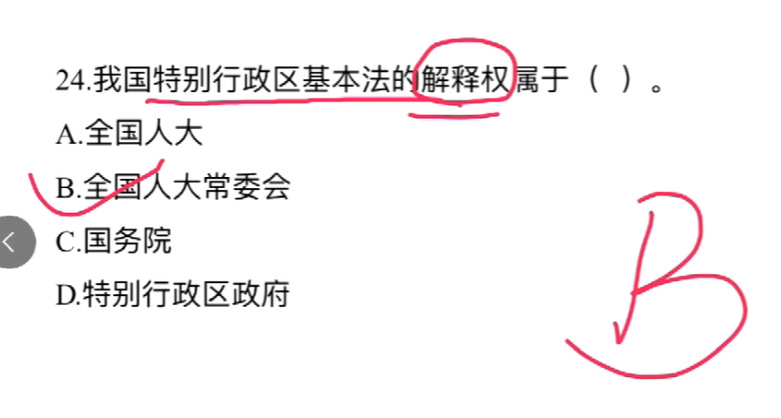 24.我国特别行政区基本法的解释权属于（ ）。
A.全国人大
B.全国人大常委会
C.国务院
D.特别行政区政府
B